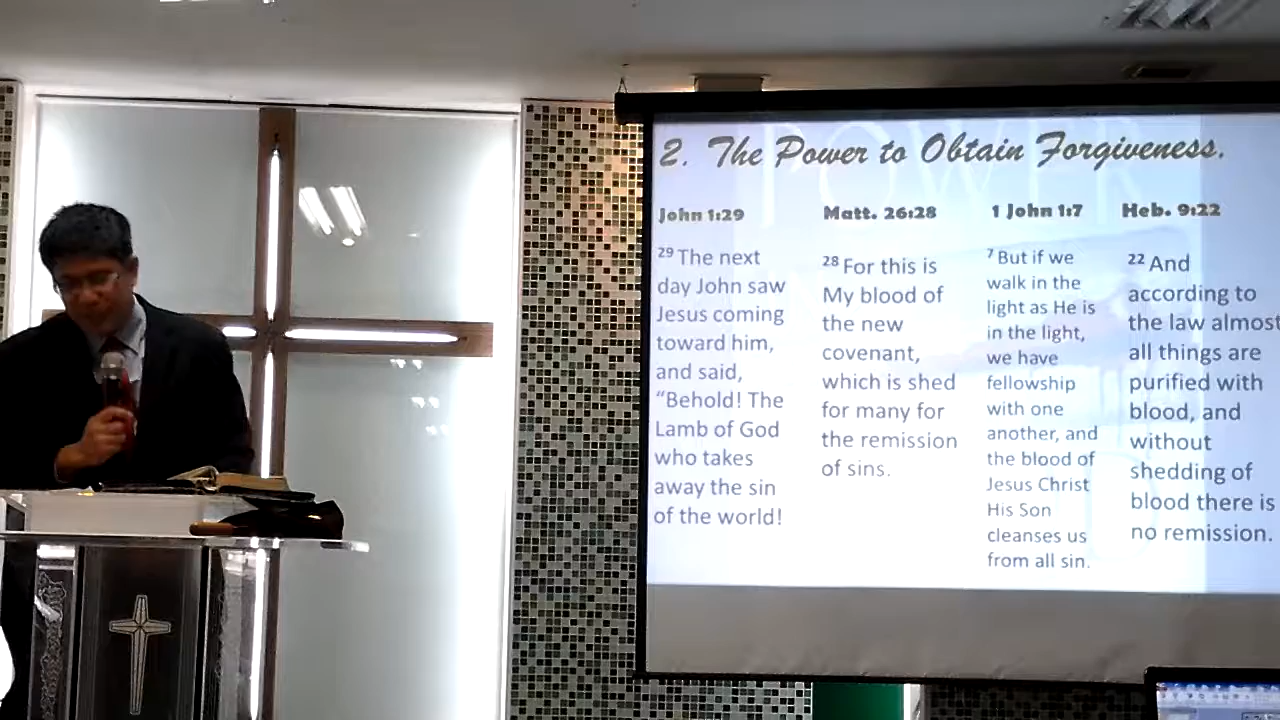 POWER
2. The Power to Obtain Forgiveness.
John 1:29
29 The next
day John saw
Jesus coming
toward him,
and said,
“Behold! The
Lamb of God
who takes
away the sin
of the world!
Matt. 26:28
28 For this is
My blood of
the new
covenant,
which is shed
for many for
the remission
of sins.
1 John 1:7
7 But if we
walk in the
light as He is
in the light,
we have
fellowship
with one
another, and
the blood of
Jesus Christ
His Son
cleanses us
from all sin.
Heb. 9:22
22 And
according to
the law almost
all things are
purified with
blood, and
without
shedding of
blood there is
no remission.